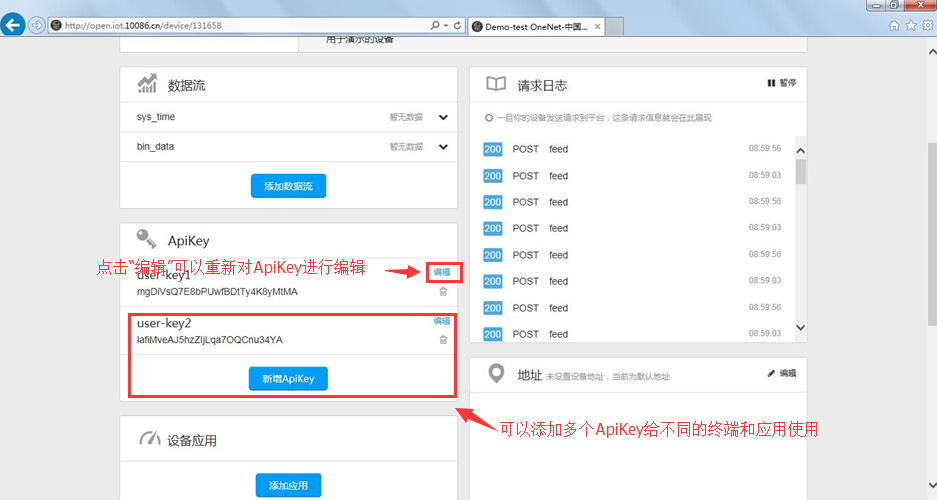 http://open.iot.10086.cn/device/131658
Demo-test OneNet-中国...
用于演示的设备
数据流
sys_time 暂无数据
bin_data 暂无数据
添加数据流
ApiKey
点击“编辑”可以重新对ApiKey进行编辑
user-key1 编辑
mgDiVsQ7E8bPUwfBDtTy4K8yMtMA
user-key2 编辑
IafiMveAJ5hzZIjLqa7OQCnu34YA
新增ApiKey
设备应用
添加应用
请求日志 暂停
一旦你的设备发送请求到平台，这条请求信息就会在此展现
200 POST feed 08:59:56
200 POST feed 08:59:03
200 POST feed 08:59:56
200 POST feed 08:59:03
200 POST feed 08:59:56
200 POST feed 08:59:03
200 POST feed 08:59:56
200 POST feed 08:59:03
地址 未设置设备地址，当前为默认地址 编辑
可以添加多个ApiKey给不同的终端和应用使用